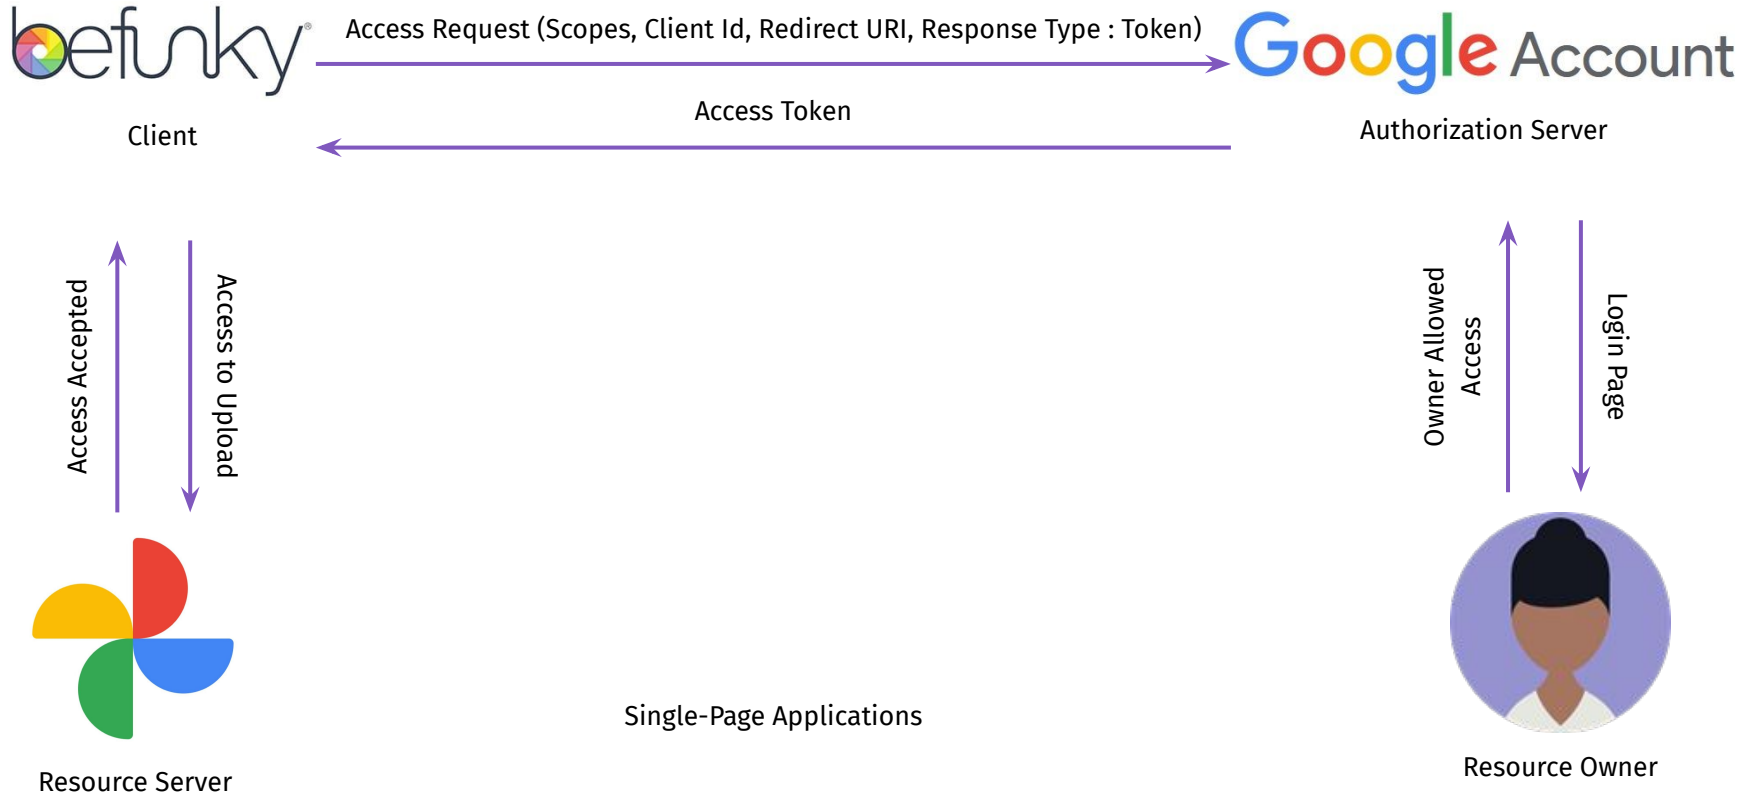 befunky®
Access Request (Scopes, Client Id, Redirect URI, Response Type : Token)
Google Account
Access Token
Client
Authorization Server
Access Accepted
Access to Upload
Owner Allowed
Access
Login Page
Single-Page Applications
Resource Server
Resource Owner